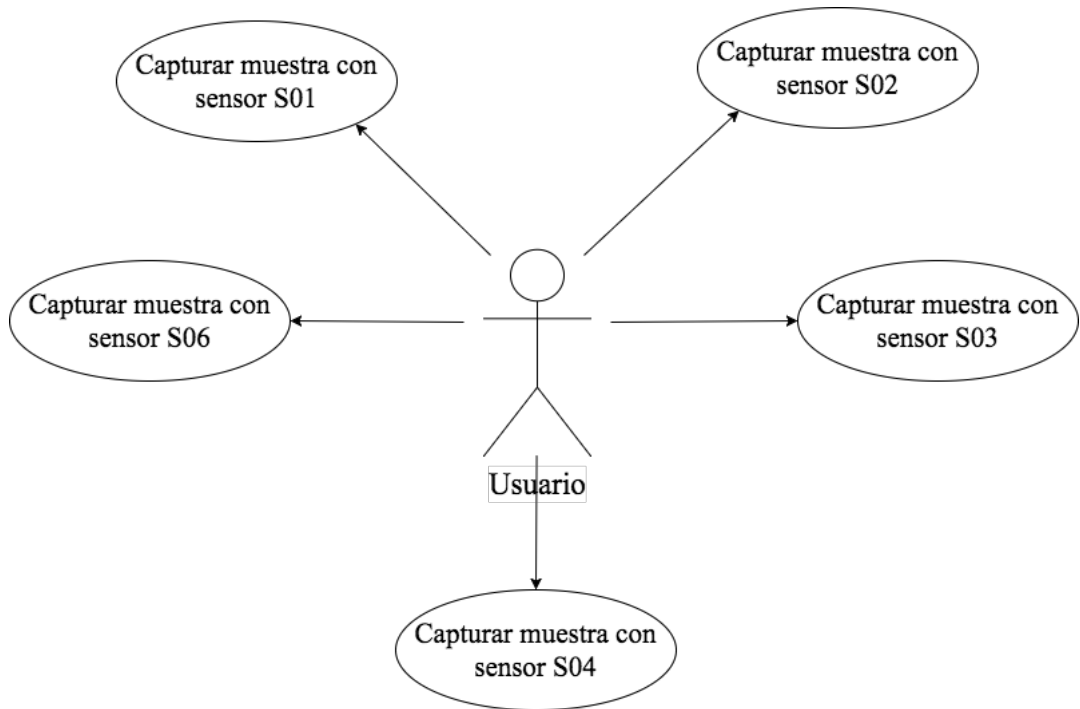 Capturar muestra con
sensor S01
Capturar muestra con
sensor S02
Capturar muestra con
sensor S06
Capturar muestra con
sensor S03
Usuario
Capturar muestra con
sensor S04